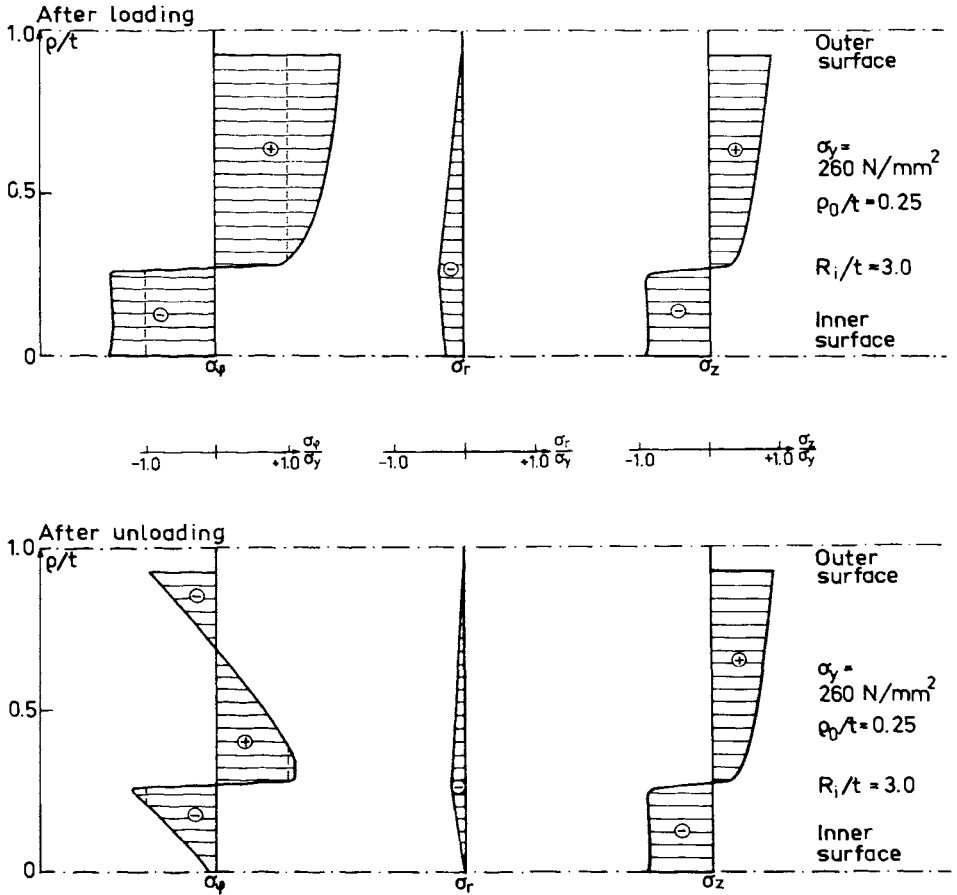 After loading
1.0
ρ/t
0.5
0
+
−
σφ
−
σr
+
−
σz
Outer
surface
σy =
260 N/mm²
ρ₀/t = 0.25
Ri/t = 3.0
Inner
surface
-1.0
+1.0
σφ/σy
-1.0
+1.0
σr/σy
-1.0
+1.0
σz/σy
After unloading
1.0
ρ/t
0.5
0
−
+
−
σφ
−
σr
+
−
σz
Outer
surface
σy =
260 N/mm²
ρ₀/t = 0.25
Ri/t = 3.0
Inner
surface